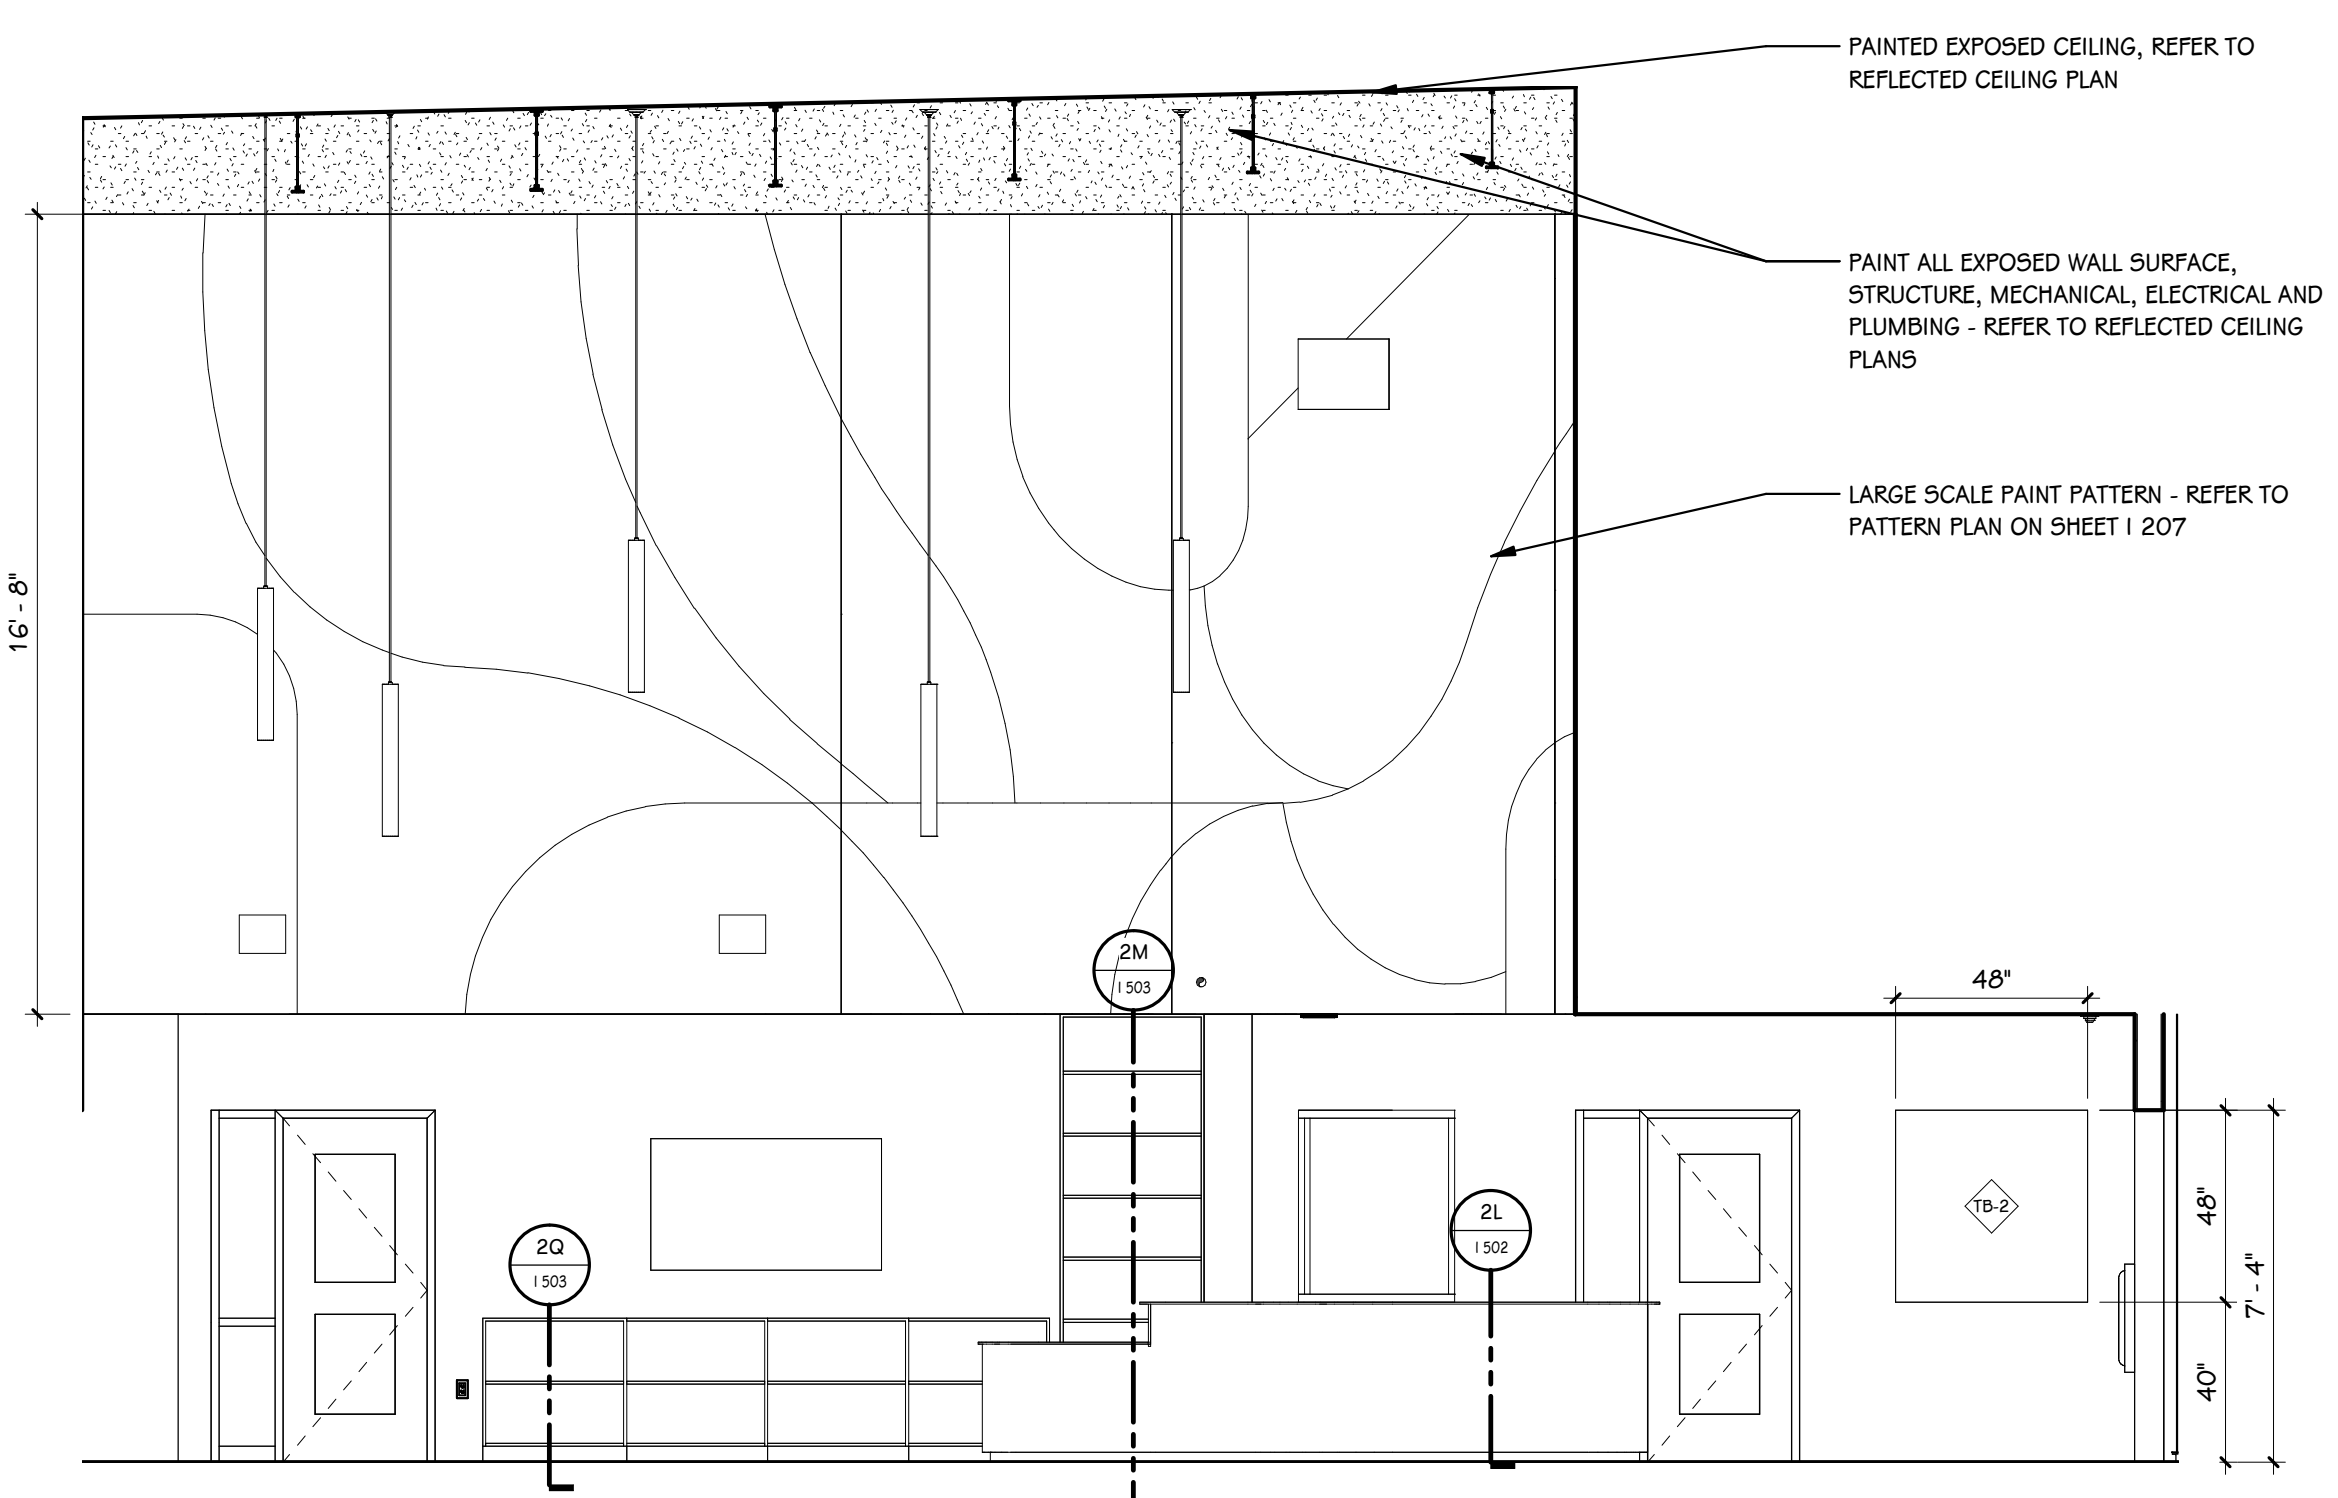 PAINTED EXPOSED CEILING, REFER TO
REFLECTED CEILING PLAN
PAINT ALL EXPOSED WALL SURFACE,
STRUCTURE, MECHANICAL, ELECTRICAL AND
PLUMBING - REFER TO REFLECTED CEILING
PLANS
LARGE SCALE PAINT PATTERN - REFER TO
PATTERN PLAN ON SHEET I 207
16' - 8"
2M
I 503
48"
2Q
I 503
2L
I 502
TB-2
48"
7' - 4"
40"